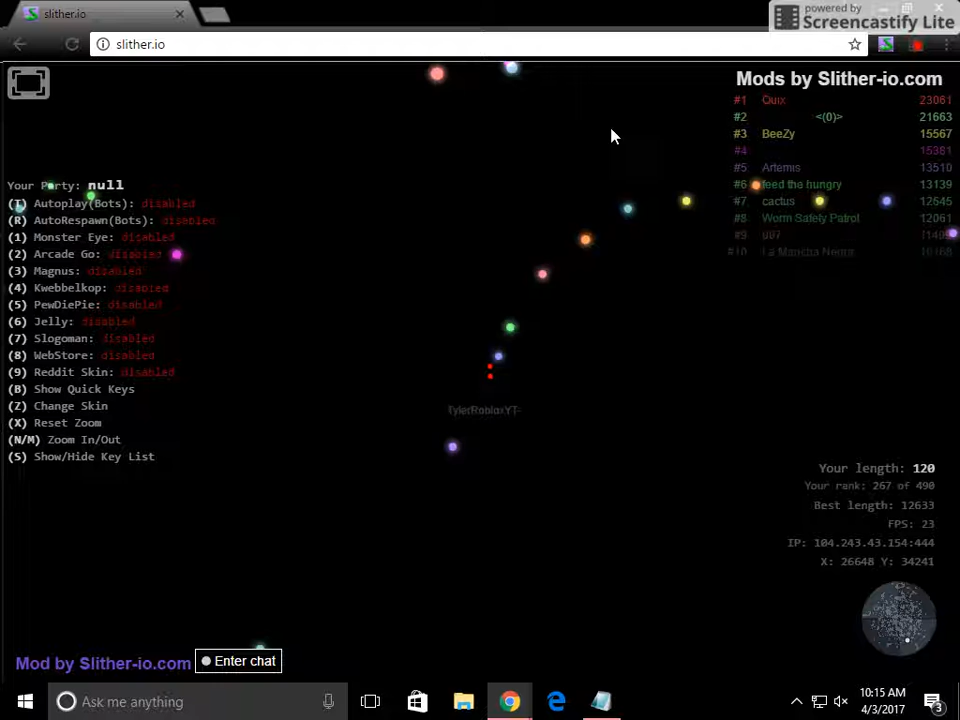 slither.io
powered by
Screencastify Lite
slither.io
Mods by Slither-io.com
#1 Quix 23061
#2 <(0)> 21663
#3 BeeZy 15567
#4 15381
#5 Artemis 13510
#6 feed the hungry 13139
#7 cactus 12645
#8 Worm Safety Patrol 12061
#9
#10 La Mancha Negra
Your Party: null
(T) Autoplay(Bots): disabled
(R) AutoRespawn(Bots): disabled
(1) Monster Eye: disabled
(2) Arcade Go: disabled
(3) Magnus: disabled
(4) Kwebbelkop: disabled
(5) PewDiePie: disabled
(6) Jelly: disabled
(7) Slogoman: disabled
(8) WebStore: disabled
(9) Reddit Skin: disabled
(B) Show Quick Keys
(Z) Change Skin
(X) Reset Zoom
(N/M) Zoom In/Out
(S) Show/Hide Key List
TylerRobloxYT-
Your length: 120
Your rank: 267 of 490
Best length: 12633
FPS: 23
IP: 104.243.43.154:444
X: 26648 Y: 34241
Mod by Slither-io.com
Enter chat
Ask me anything
10:15 AM
4/3/2017
3